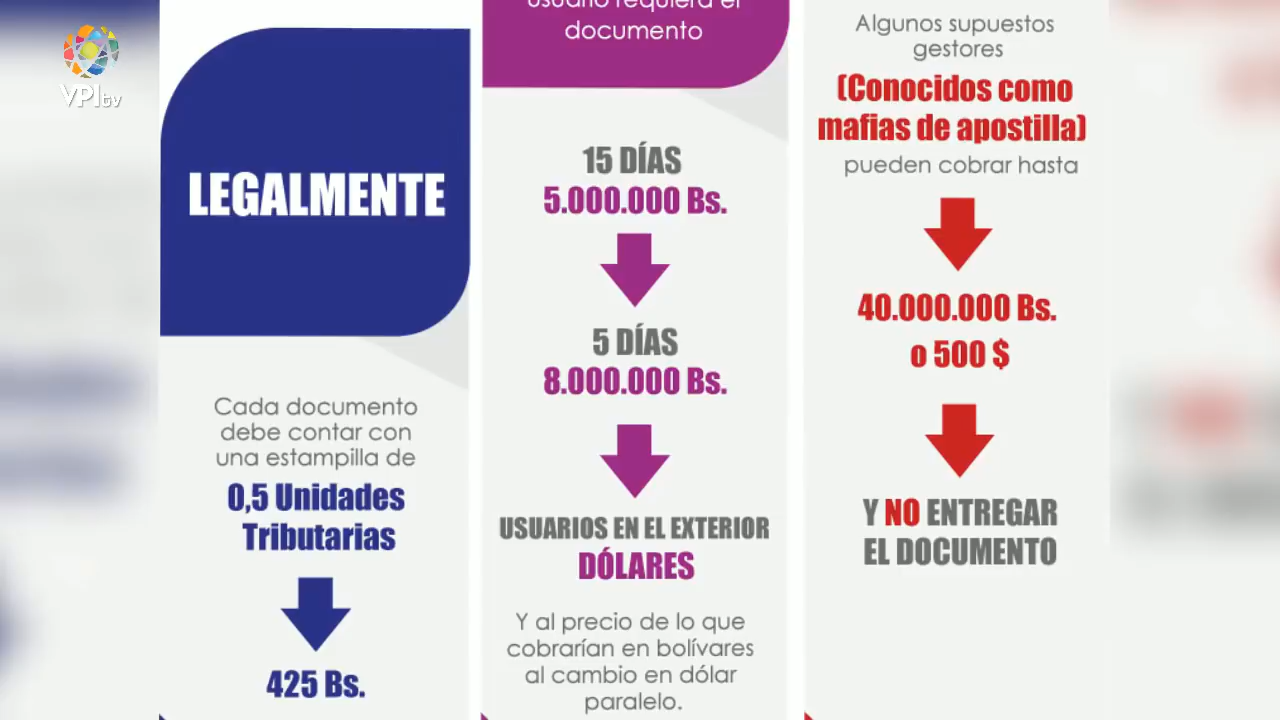 VPItv
LEGALMENTE
Cada documento
debe contar con
una estampilla de
0,5 Unidades
Tributarias
425 Bs.
usuario requiera el
documento
15 DÍAS
5.000.000 Bs.
5 DÍAS
8.000.000 Bs.
USUARIOS EN EL EXTERIOR
DÓLARES
Y al precio de lo que
cobrarían en bolívares
al cambio en dólar
paralelo.
Algunos supuestos
gestores
(Conocidos como
mafias de apostilla)
pueden cobrar hasta
40.000.000 Bs.
o 500 $
Y NO ENTREGAR
EL DOCUMENTO